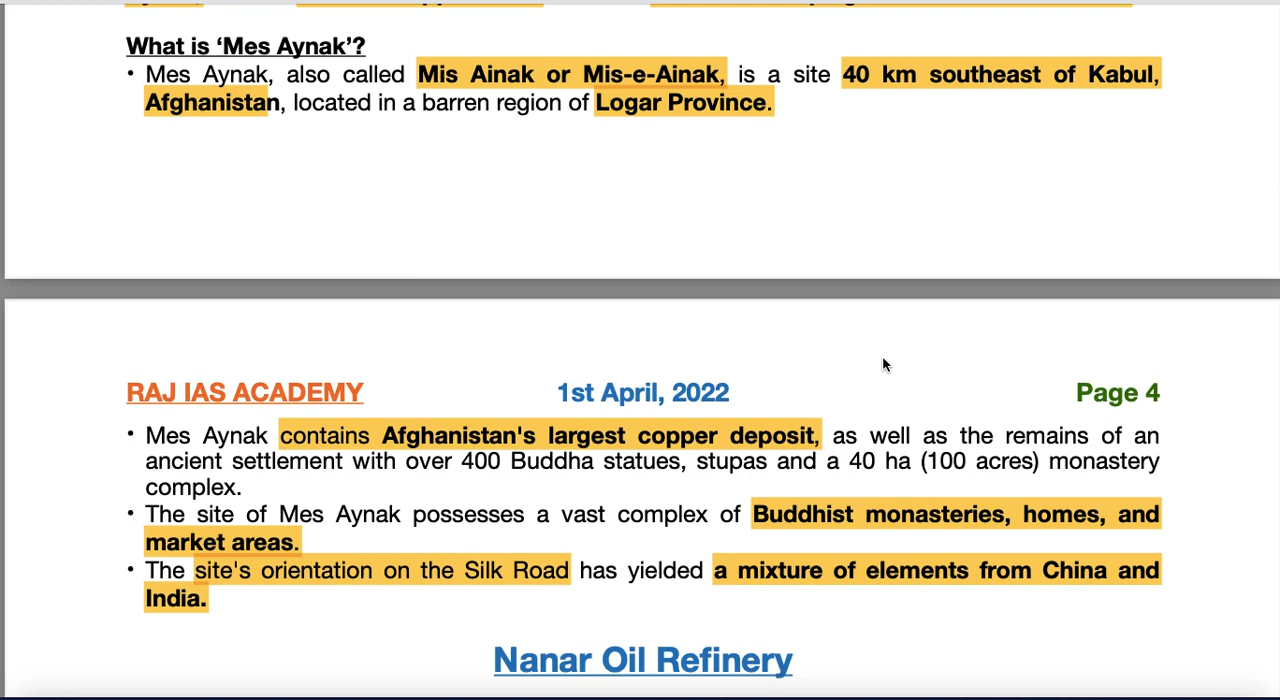 What is ‘Mes Aynak’?
• Mes Aynak, also called Mis Ainak or Mis-e-Ainak, is a site 40 km southeast of Kabul,
Afghanistan, located in a barren region of Logar Province.
RAJ IAS ACADEMY 1st April, 2022 Page 4
• Mes Aynak contains Afghanistan's largest copper deposit, as well as the remains of an
ancient settlement with over 400 Buddha statues, stupas and a 40 ha (100 acres) monastery
complex.
• The site of Mes Aynak possesses a vast complex of Buddhist monasteries, homes, and
market areas.
• The site's orientation on the Silk Road has yielded a mixture of elements from China and
India.
Nanar Oil Refinery